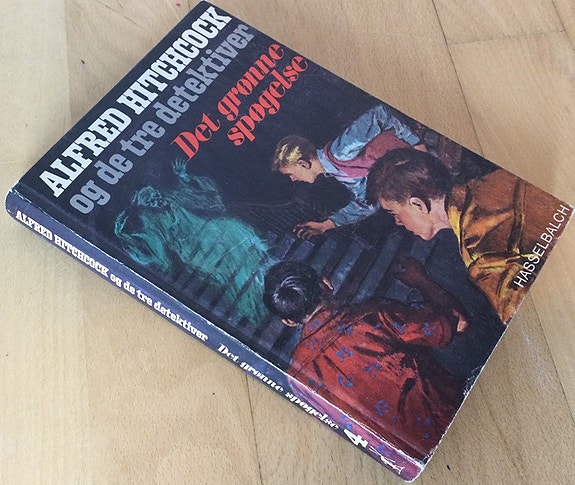 ALFRED HITCHCOCK
og de tre detektiver
Det grønne
spøgelse
HASSELBALCH
ALFRED HITCHCOCK og de tre detektiver Det grønne spøgelse 4